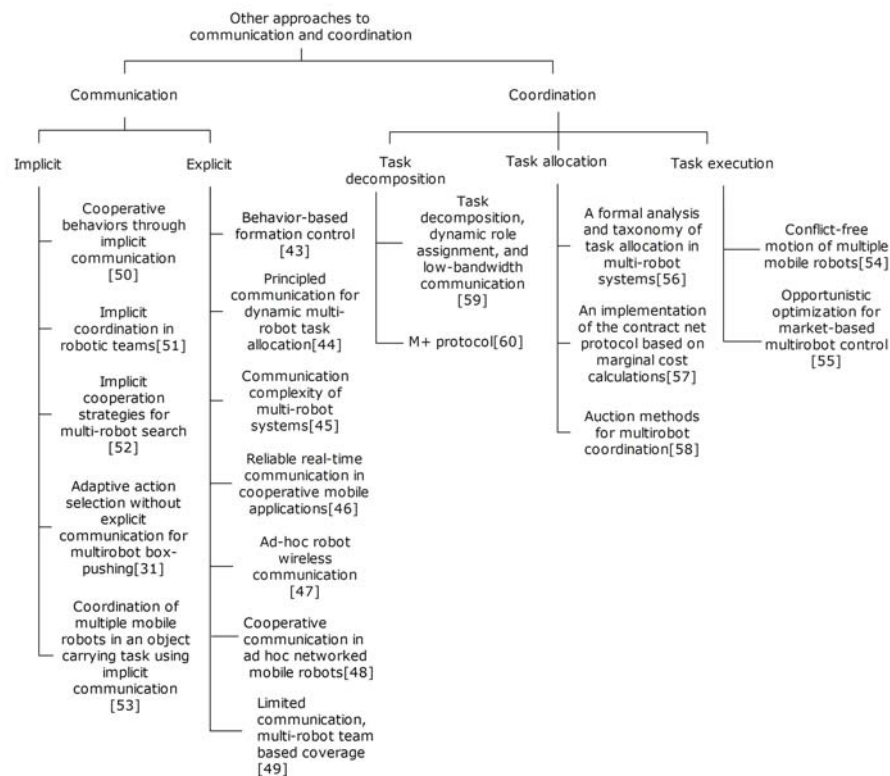 Other approaches to
communication and coordination
Communication
Coordination
Implicit
Explicit
Task
decomposition
Task allocation
Task execution
Cooperative
behaviors through
implicit
communication
[50]
Implicit
coordination in
robotic teams[51]
Implicit
cooperation
strategies for
multi-robot search
[52]
Adaptive action
selection without
explicit
communication for
multirobot box-
pushing[31]
Coordination of
multiple mobile
robots in an object
carrying task using
implicit
communication
[53]
Behavior-based
formation control
[43]
Principled
communication for
dynamic multi-
robot task
allocation[44]
Communication
complexity of
multi-robot
systems[45]
Reliable real-time
communication in
cooperative mobile
applications[46]
Ad-hoc robot
wireless
communication
[47]
Cooperative
communication in
ad hoc networked
mobile robots[48]
Limited
communication,
multi-robot team
based coverage
[49]
Task
decomposition,
dynamic role
assignment, and
low-bandwidth
communication
[59]
M+ protocol[60]
A formal analysis
and taxonomy of
task allocation in
multi-robot
systems[56]
An implementation
of the contract net
protocol based on
marginal cost
calculations[57]
Auction methods
for multirobot
coordination[58]
Conflict-free
motion of multiple
mobile robots[54]
Opportunistic
optimization for
market-based
multirobot control
[55]